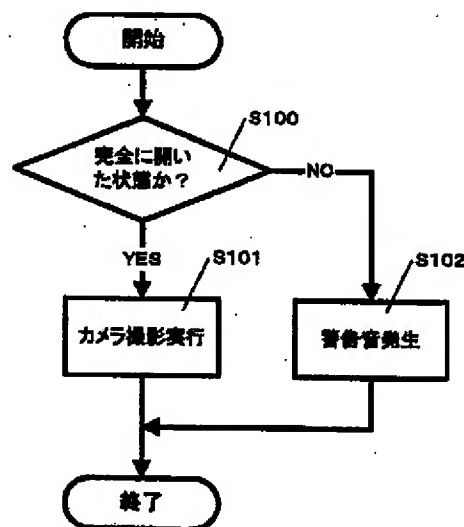 開始
S100
完全に開い
た状態か？
NO
YES
S101
S102
カメラ撮影実行
警告音発生
終了